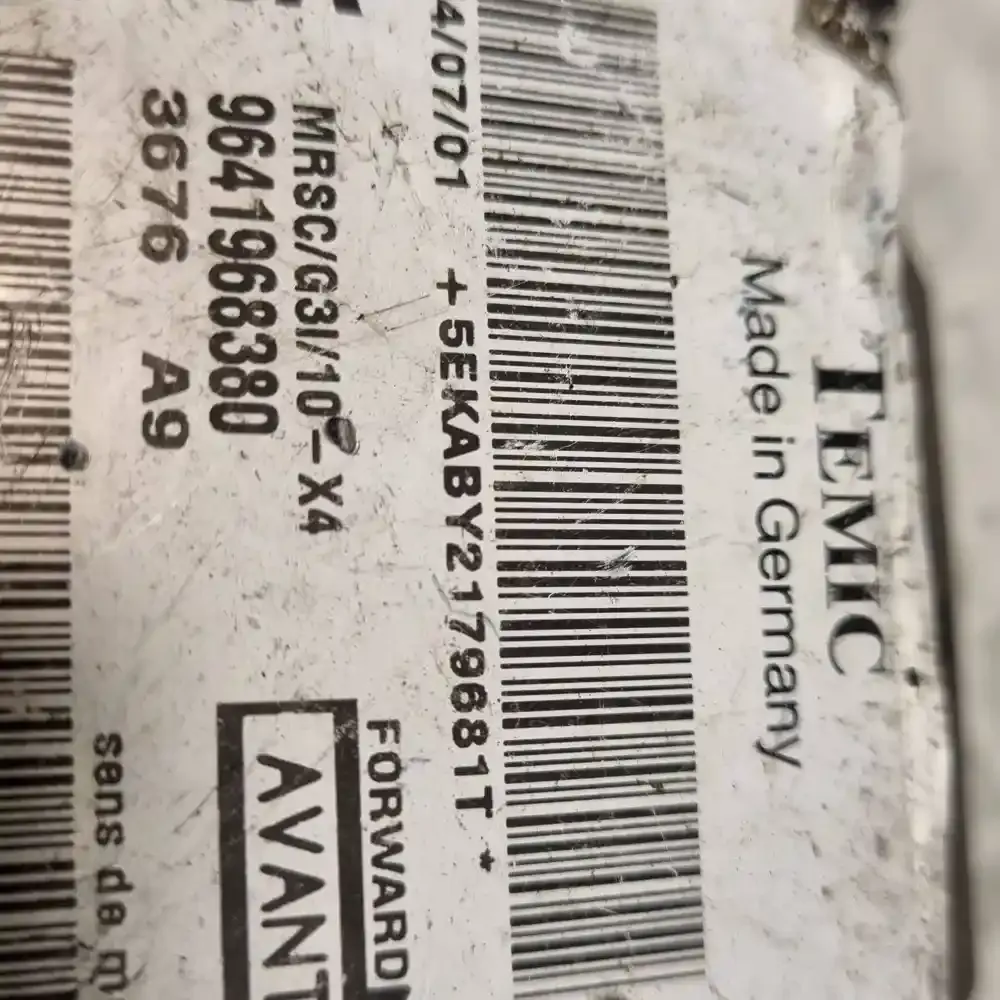 TEMIC
Made in Germany
4/07/01 +5EKABY2179681T*
MRSC/G3I/10-X4
9641968380
3676 A9
FORWARD
AVANT
sens de m